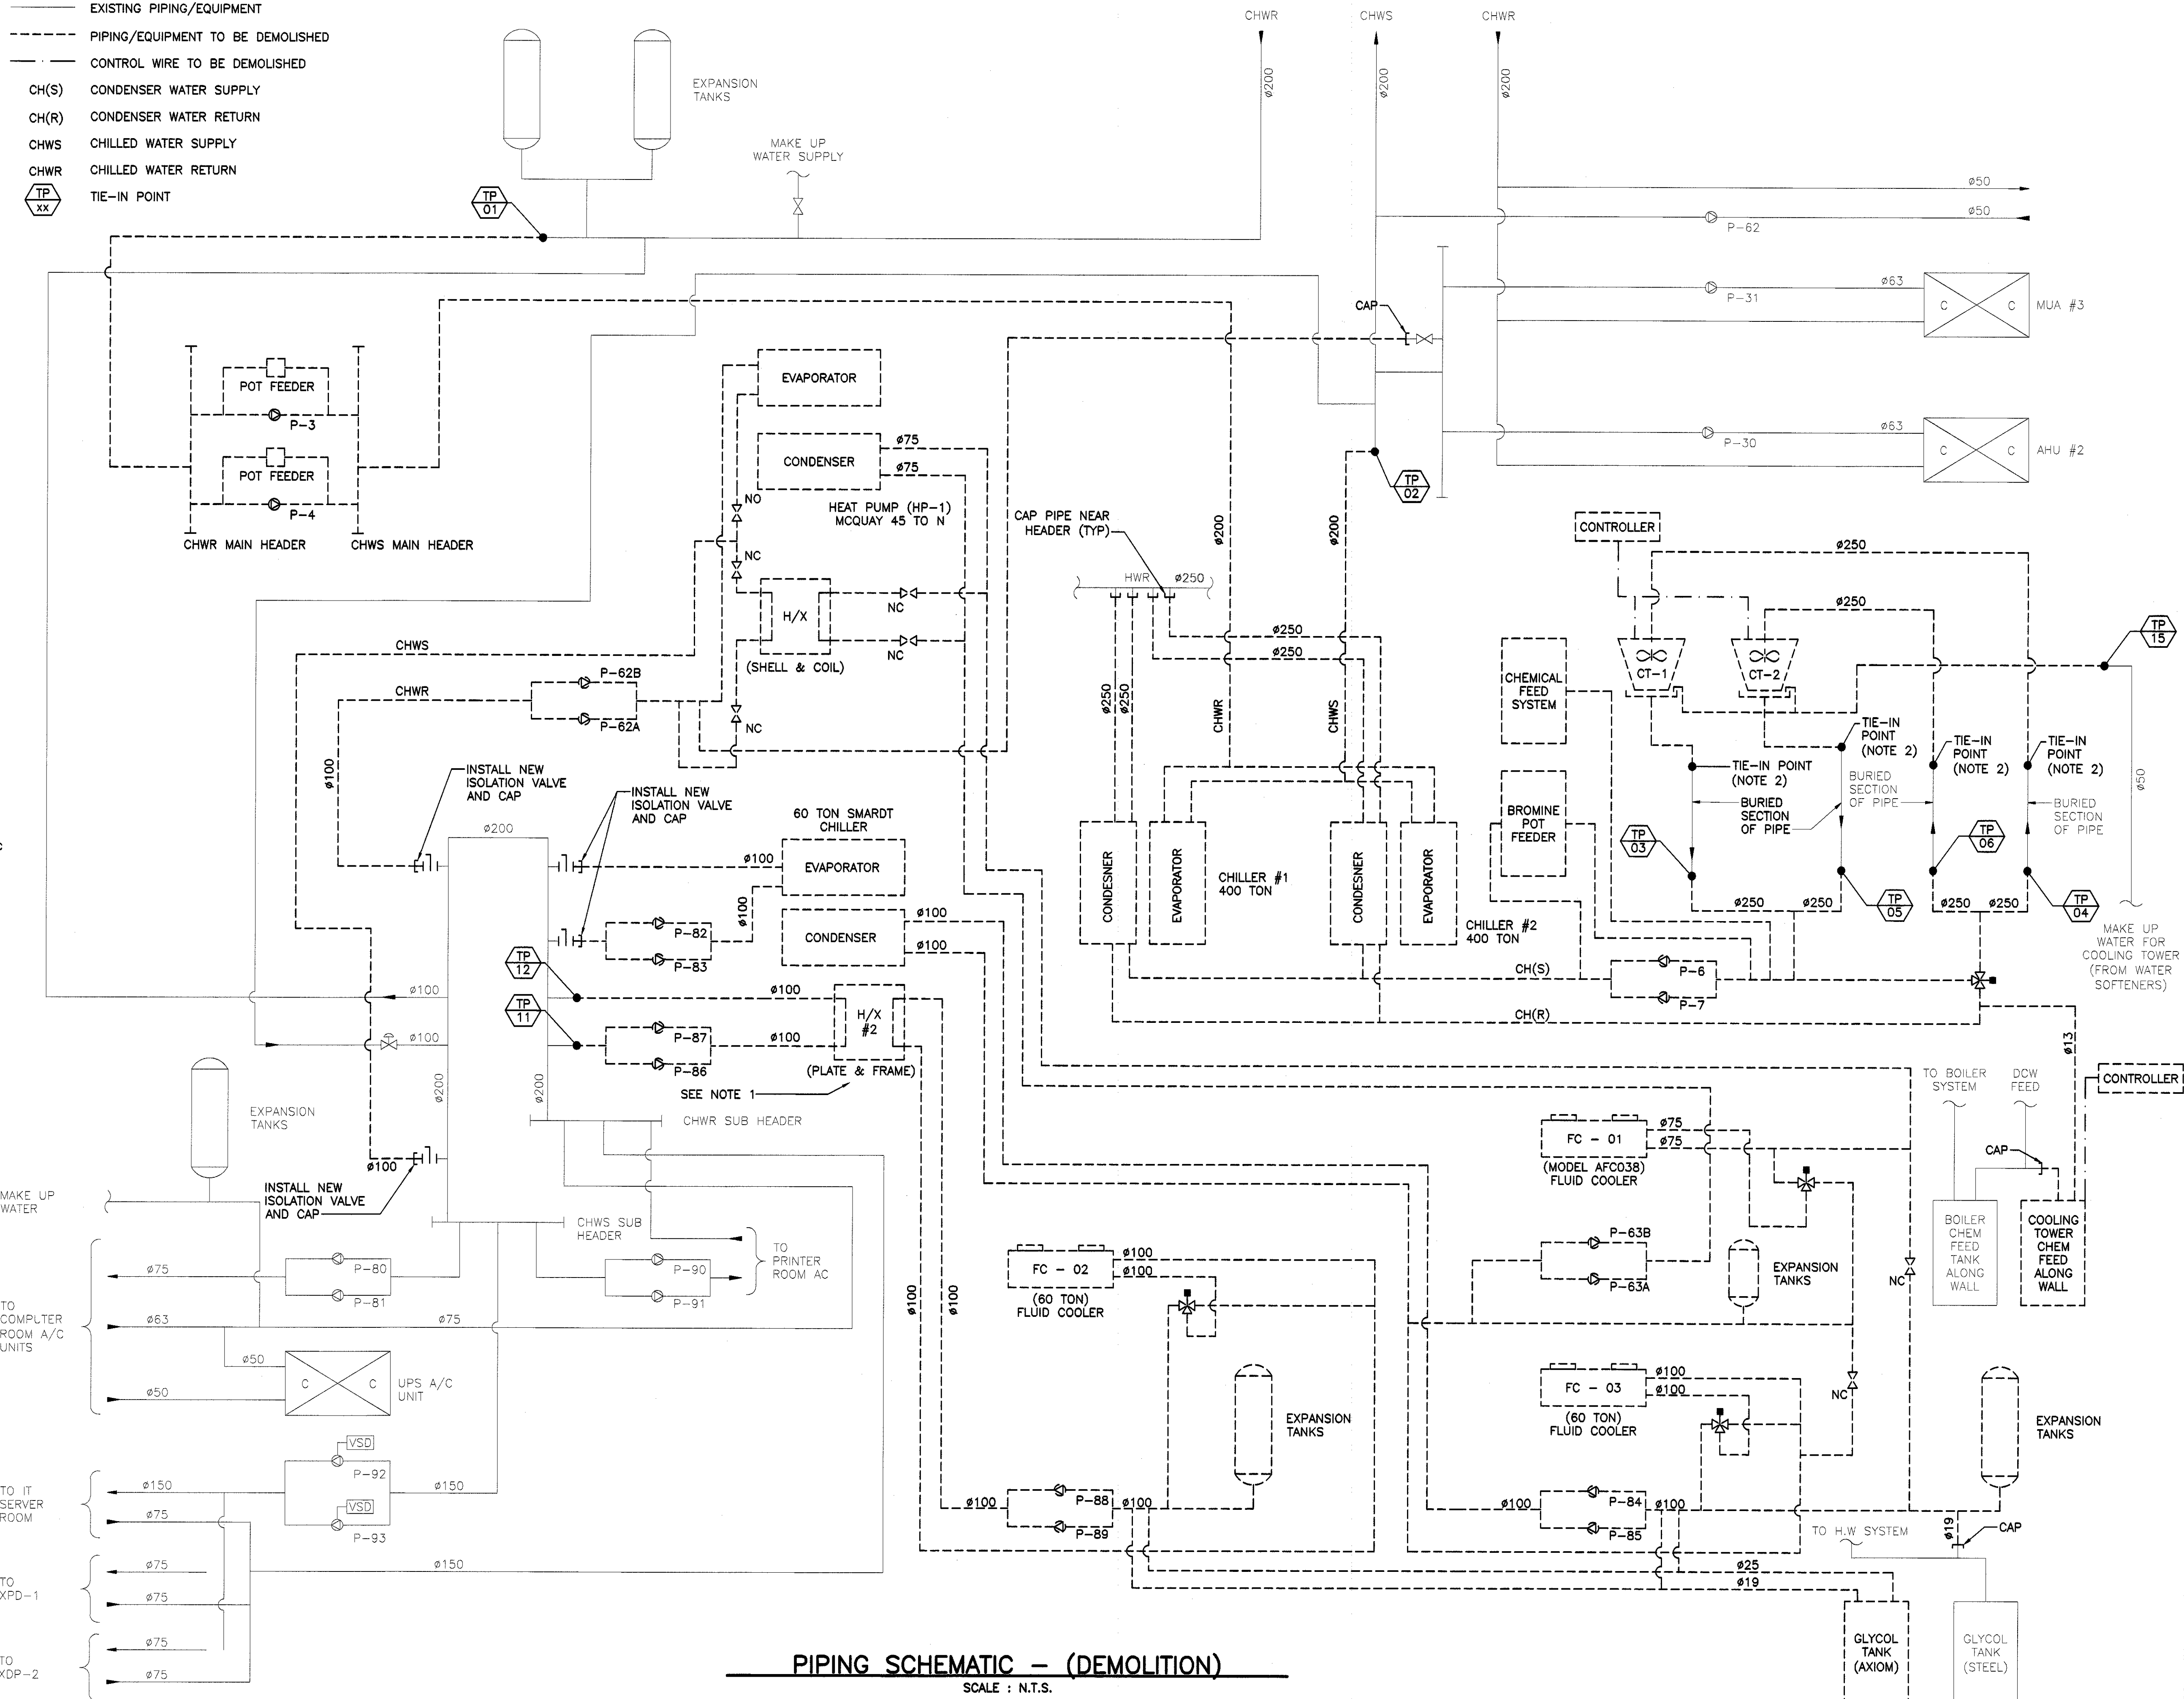 EXISTING PIPING/EQUIPMENT
PIPING/EQUIPMENT TO BE DEMOLISHED
CONTROL WIRE TO BE DEMOLISHED
CH(S) CONDENSER WATER SUPPLY
CH(R) CONDENSER WATER RETURN
CHWS CHILLED WATER SUPPLY
CHWR CHILLED WATER RETURN
TP
XX
TIE-IN POINT
EXPANSION
TANKS
MAKE UP
WATER SUPPLY
TP
01
CHWR
CHWS
CHWR
ø200
ø200
ø200
ø50
ø50
P-62
ø63
P-31
C C
MUA #3
CAP
ø63
P-30
C C
AHU #2
TP
02
POT FEEDER
P-3
POT FEEDER
P-4
CHWR MAIN HEADER
CHWS MAIN HEADER
EVAPORATOR
CONDENSER
ø75
ø75
HEAT PUMP (HP-1)
MCQUAY 45 TO N
NO
NC
H/X
NC
NC
(SHELL & COIL)
NC
CHWS
CHWR
P-62B
P-62A
ø100
CAP PIPE NEAR
HEADER (TYP)
HWR ø250
ø200
ø200
ø250
ø250
ø250
ø250
CHWR
CHWS
CONTROLLER
ø250
ø250
CT-1
CT-2
TP
15
CHEMICAL
FEED
SYSTEM
BROMINE
POT
FEEDER
TIE-IN
POINT
(NOTE 2)
TIE-IN POINT
(NOTE 2)
TIE-IN
POINT
(NOTE 2)
TIE-IN
POINT
(NOTE 2)
BURIED
SECTION
OF PIPE
BURIED
SECTION
OF PIPE
BURIED
SECTION
OF PIPE
ø50
TP
03
TP
05
TP
06
TP
04
ø250
ø250
ø250
ø250
MAKE UP
WATER FOR
COOLING TOWER
(FROM WATER
SOFTENERS)
INSTALL NEW
ISOLATION VALVE
AND CAP
INSTALL NEW
ISOLATION VALVE
AND CAP
ø200
60 TON SMARDT
CHILLER
ø100
EVAPORATOR
ø100
P-82
P-83
CONDENSER
ø100
ø100
CONDESNER
EVAPORATOR
CHILLER #1
400 TON
CONDESNER
EVAPORATOR
CHILLER #2
400 TON
CH(S)
CH(R)
P-6
P-7
C
TP
12
TP
11
ø100
ø100
ø100
H/X
#2
ø100
P-87
P-86
(PLATE & FRAME)
SEE NOTE 1
ø200
ø200
CHWR SUB HEADER
EXPANSION
TANKS
ø100
INSTALL NEW
ISOLATION VALVE
AND CAP
CHWS SUB
HEADER
MAKE UP
WATER
TO
COMPUTER
ROOM A/C
UNITS
ø75
P-80
P-81
P-90
P-91
TO
PRINTER
ROOM AC
ø63
ø75
ø50
ø50
C C
UPS A/C
UNIT
VSD
P-92
VSD
P-93
TO IT
SERVER
ROOM
ø150
ø150
ø75
ø150
TO
XPD-1
ø75
ø75
TO
XDP-2
ø75
ø75
ø13
TO BOILER
SYSTEM
DCW
FEED
CONTROLLER
CAP
BOILER
CHEM
FEED
TANK
ALONG
WALL
COOLING
TOWER
CHEM
FEED
ALONG
WALL
FC - 01
(MODEL AFC038)
FLUID COOLER
ø75
ø75
P-63B
P-63A
EXPANSION
TANKS
NC
FC - 02
(60 TON)
FLUID COOLER
ø100
ø100
ø100
ø100
EXPANSION
TANKS
FC - 03
(60 TON)
FLUID COOLER
ø100
ø100
NC
EXPANSION
TANKS
ø100
P-88
P-89
ø100
ø100
P-84
P-85
ø100
TO H.W SYSTEM
ø19
CAP
ø25
ø19
GLYCOL
TANK
(AXIOM)
GLYCOL
TANK
(STEEL)
PIPING SCHEMATIC - (DEMOLITION)
SCALE : N.T.S.